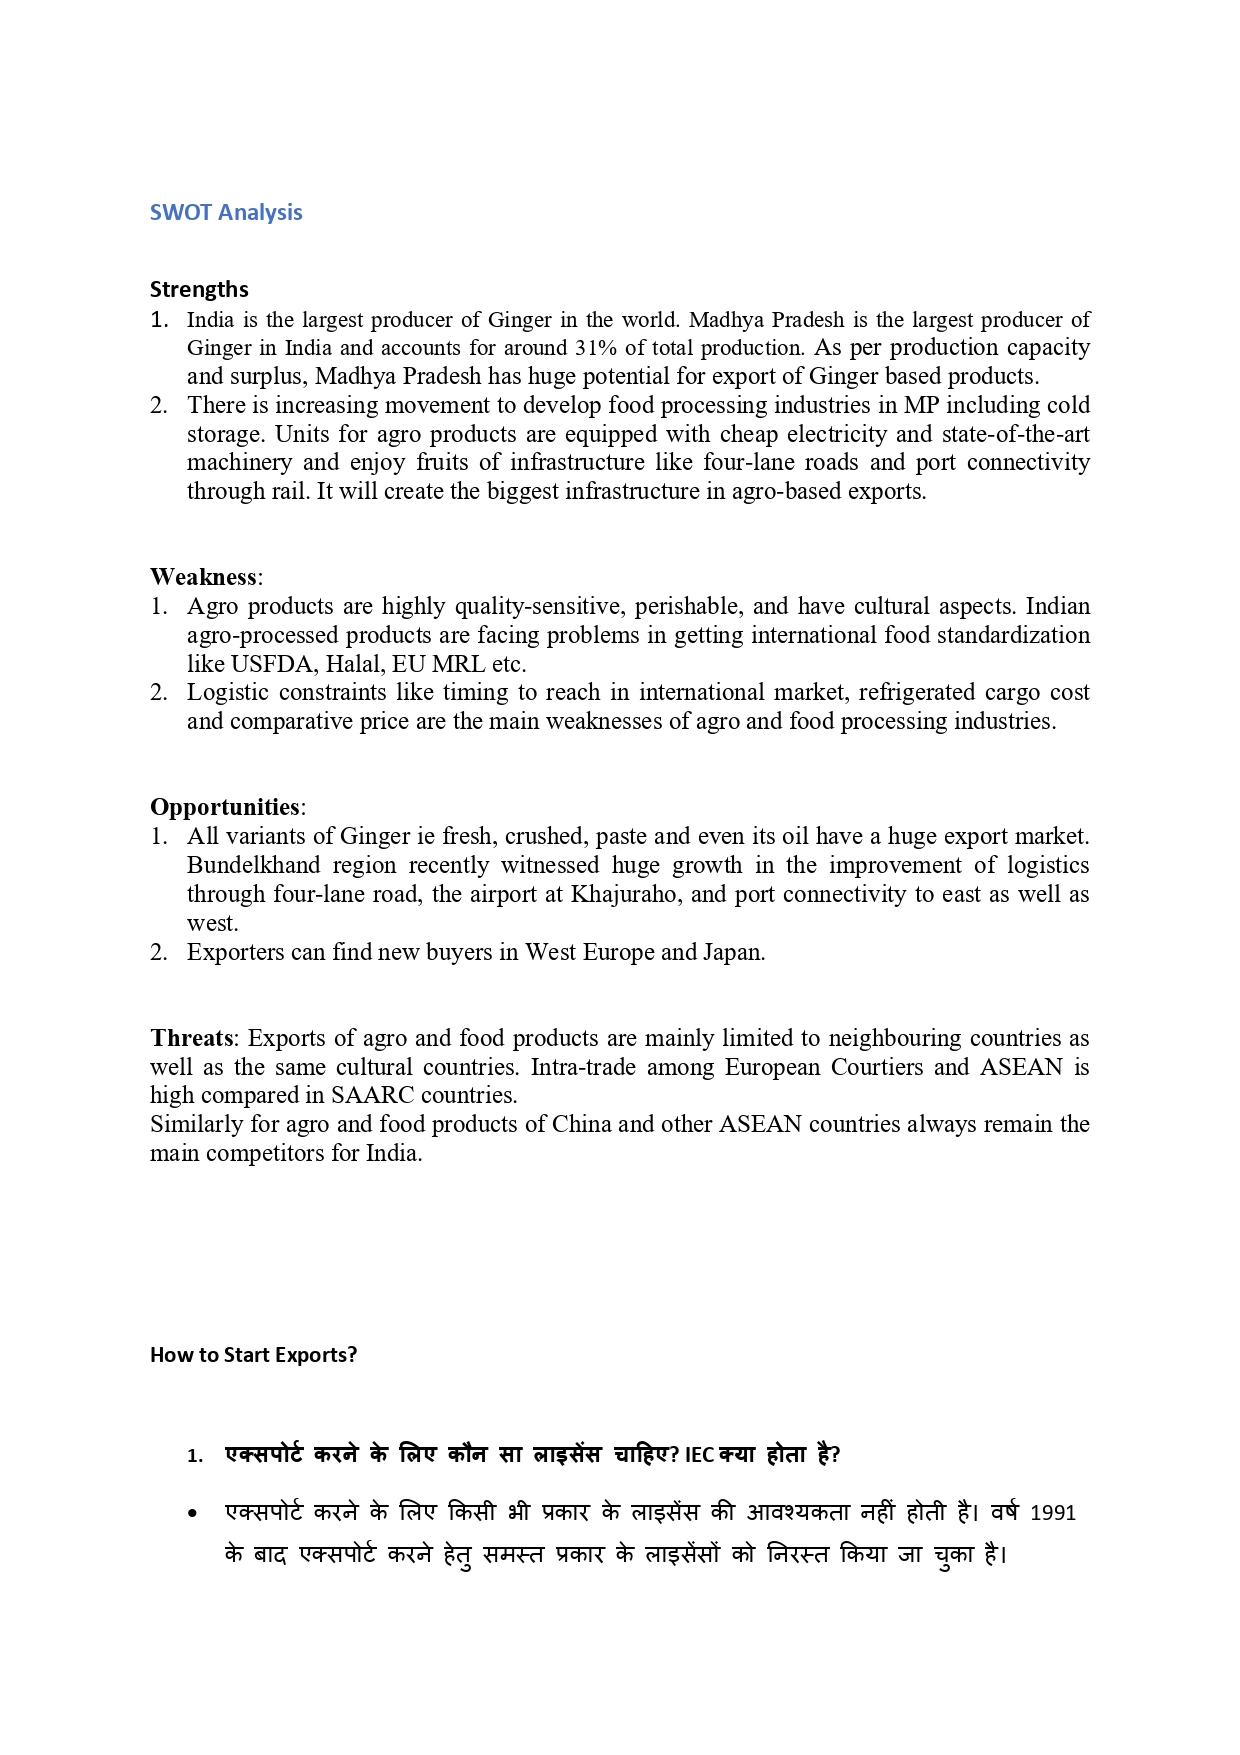 SWOT Analysis
Strengths
1. India is the largest producer of Ginger in the world. Madhya Pradesh is the largest producer of
Ginger in India and accounts for around 31% of total production. As per production capacity
and surplus, Madhya Pradesh has huge potential for export of Ginger based products.
2. There is increasing movement to develop food processing industries in MP including cold
storage. Units for agro products are equipped with cheap electricity and state-of-the-art
machinery and enjoy fruits of infrastructure like four-lane roads and port connectivity
through rail. It will create the biggest infrastructure in agro-based exports.
Weakness:
1. Agro products are highly quality-sensitive, perishable, and have cultural aspects. Indian
agro-processed products are facing problems in getting international food standardization
like USFDA, Halal, EU MRL etc.
2. Logistic constraints like timing to reach in international market, refrigerated cargo cost
and comparative price are the main weaknesses of agro and food processing industries.
Opportunities:
1. All variants of Ginger ie fresh, crushed, paste and even its oil have a huge export market.
Bundelkhand region recently witnessed huge growth in the improvement of logistics
through four-lane road, the airport at Khajuraho, and port connectivity to east as well as
west.
2. Exporters can find new buyers in West Europe and Japan.
Threats: Exports of agro and food products are mainly limited to neighbouring countries as
well as the same cultural countries. Intra-trade among European Courtiers and ASEAN is
high compared in SAARC countries.
Similarly for agro and food products of China and other ASEAN countries always remain the
main competitors for India.
How to Start Exports?
1. एक्सपोर्ट करने के लिए कौन सा लाइसेंस चाहिए? IEC क्या होता है?
• एक्सपोर्ट करने के लिए किसी भी प्रकार के लाइसेंस की आवश्यकता नहीं होती है। वर्ष 1991
के बाद एक्सपोर्ट करने हेतु समस्त प्रकार के लाइसेंसों को निरस्त किया जा चुका है।